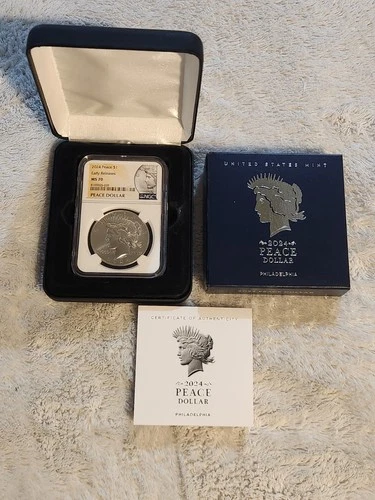 2024 PEACE $1
Early Releases
MS 70
PEACE DOLLAR
NGC
UNITED STATES MINT
2024
PEACE
DOLLAR
PHILADELPHIA
CERTIFICATE OF AUTHENTICITY
2024
PEACE
DOLLAR
PHILADELPHIA